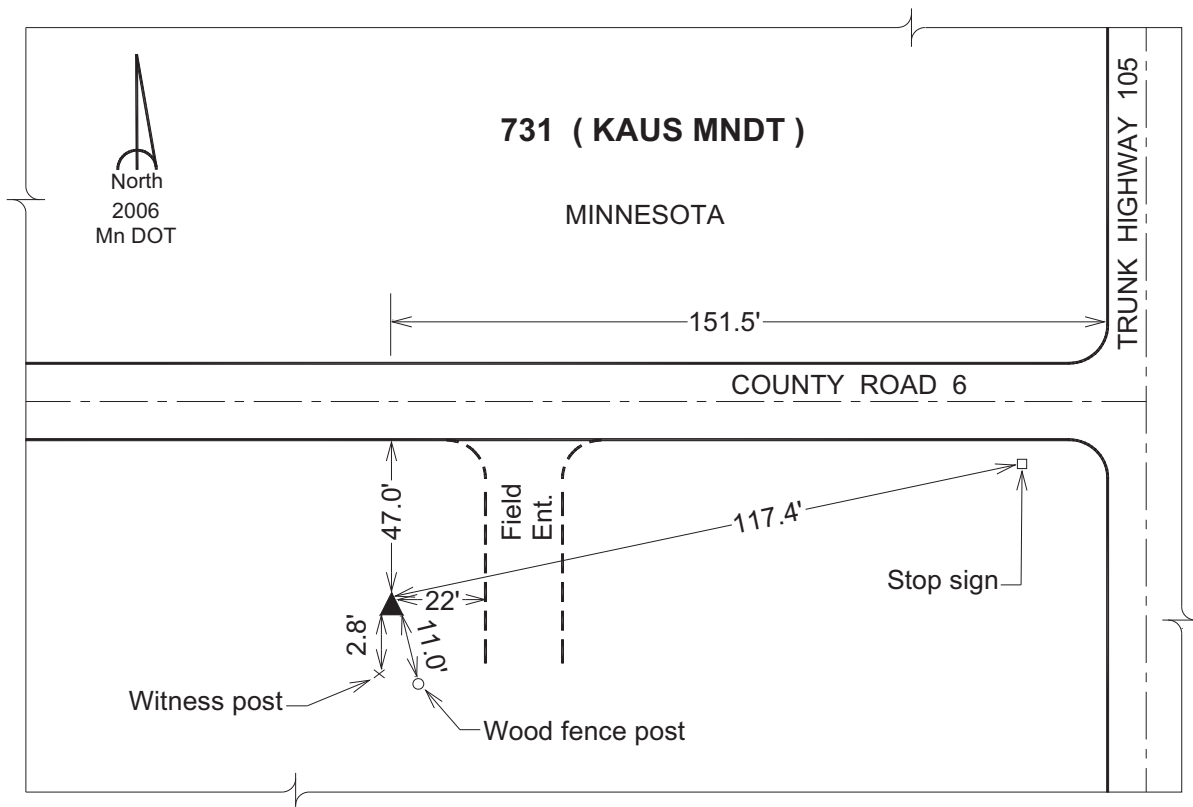 731 ( KAUS MNDT )
North
2006
Mn DOT
MINNESOTA
TRUNK HIGHWAY 105
151.5'
COUNTY ROAD 6
47.0'
Field
Ent.
117.4'
Stop sign
22'
2.8'
11.0'
Witness post
Wood fence post